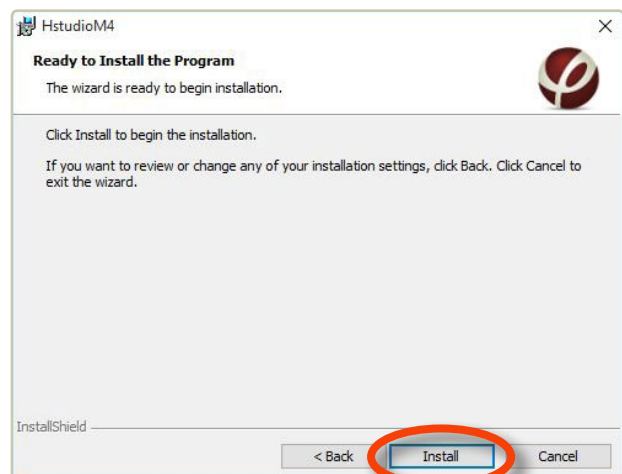 HstudioM4
Ready to Install the Program
The wizard is ready to begin installation.
Click Install to begin the installation.
If you want to review or change any of your installation settings, click Back. Click Cancel to
exit the wizard.
InstallShield
< Back Install Cancel